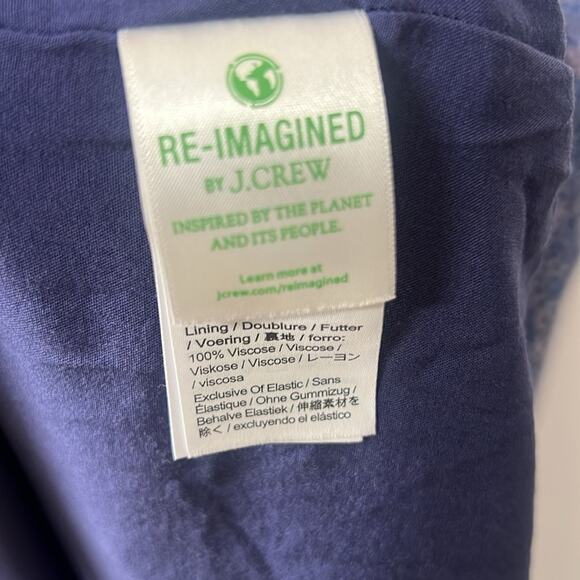 RE-IMAGINED
BY J.CREW
INSPIRED BY THE PLANET
AND ITS PEOPLE.
Learn more at
jcrew.com/reimagined
Lining / Doublure / Futter
/ Voering / 裏地 / forro:
100% Viscose / Viscose /
Viskose / Viscose / レーヨン
/ viscosa
Exclusive Of Elastic / Sans
Élastique / Ohne Gummizug /
Behalve Elastiek / 伸縮素材を
除く / excluyendo el elástico